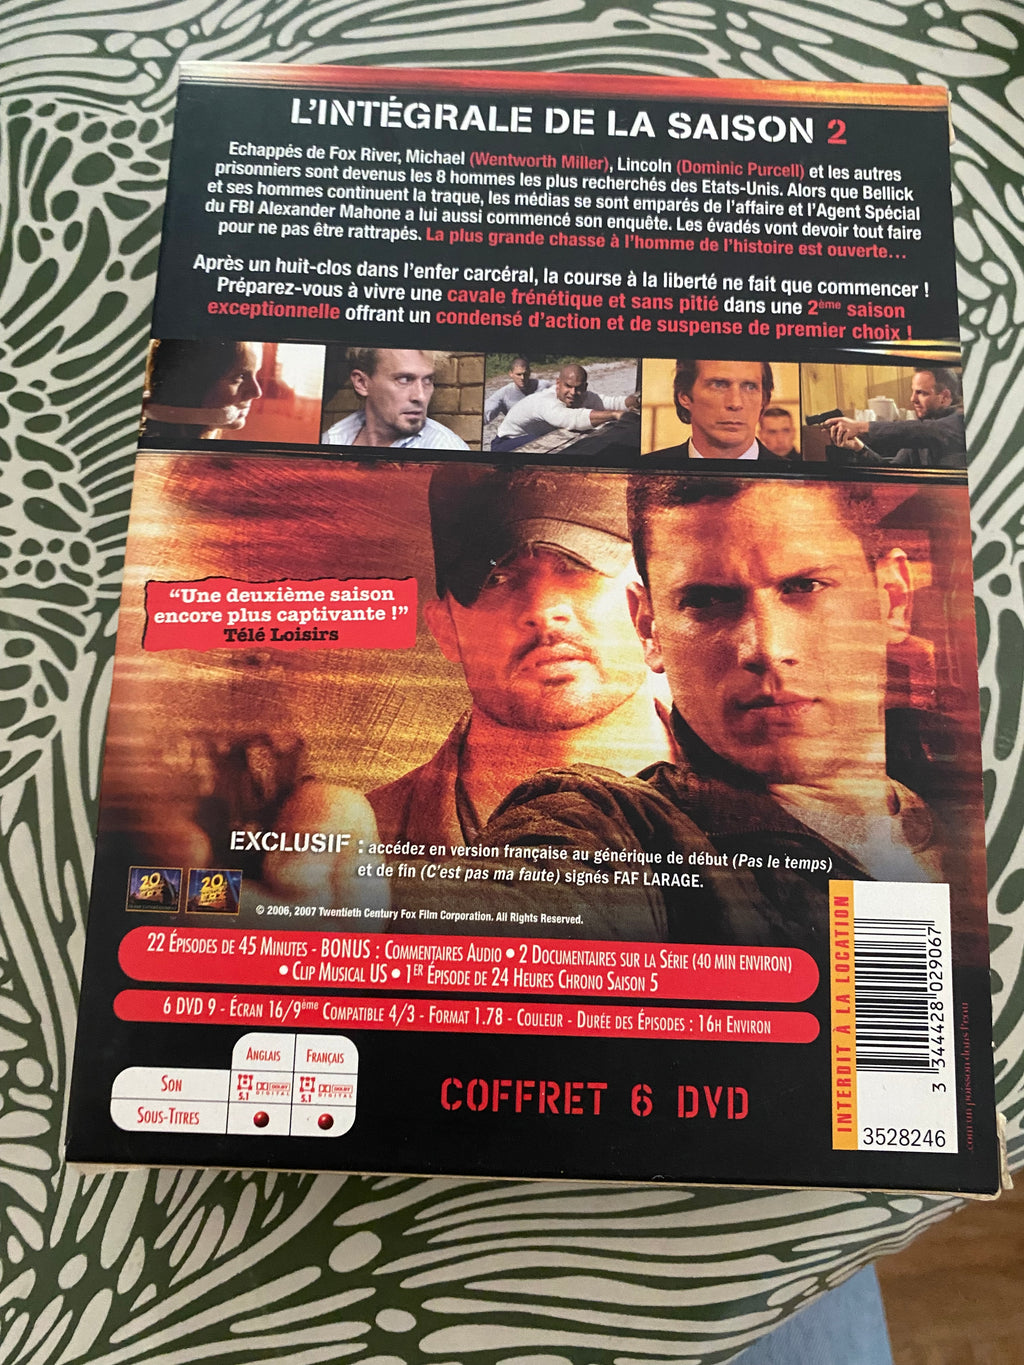 L'INTÉGRALE DE LA SAISON 2
Echappés de Fox River, Michael (Wentworth Miller), Lincoln (Dominic Purcell) et les autres
prisonniers sont devenus les 8 hommes les plus recherchés des Etats-Unis. Alors que Bellick
et ses hommes continuent la traque, les médias se sont emparés de l'affaire et l'Agent Spécial
du FBI Alexander Mahone a lui aussi commencé son enquête. Les évadés vont devoir tout faire
pour ne pas être rattrapés. La plus grande chasse à l'homme de l'histoire est ouverte...
Après un huit-clos dans l'enfer carcéral, la course à la liberté ne fait que commencer !
Préparez-vous à vivre une cavale frénétique et sans pitié dans une 2ème saison
exceptionnelle offrant un condensé d'action et de suspense de premier choix !
“Une deuxième saison
encore plus captivante !”
Télé Loisirs
EXCLUSIF : accédez en version française au générique de début (Pas le temps)
et de fin (C'est pas ma faute) signés FAF LARAGE.
20
20
© 2006, 2007 Twentieth Century Fox Film Corporation. All Rights Reserved.
22 ÉPISODES DE 45 MINUTES - BONUS : COMMENTAIRES AUDIO • 2 DOCUMENTAIRES SUR LA SÉRIE (40 MIN ENVIRON)
• CLIP MUSICAL US • 1ER ÉPISODE DE 24 HEURES CHRONO SAISON 5
6 DVD 9 - ÉCRAN 16/9ème COMPATIBLE 4/3 - FORMAT 1.78 - COULEUR - DURÉE DES ÉPISODES : 16H ENVIRON
ANGLAIS FRANÇAIS
SON 5.1 DOLBY DIGITAL 5.1 DOLBY DIGITAL
SOUS-TITRES
COFFRET 6 DVD
INTERDIT À LA LOCATION
3 344428 029067
3528246
.com un poisson dans l'eau